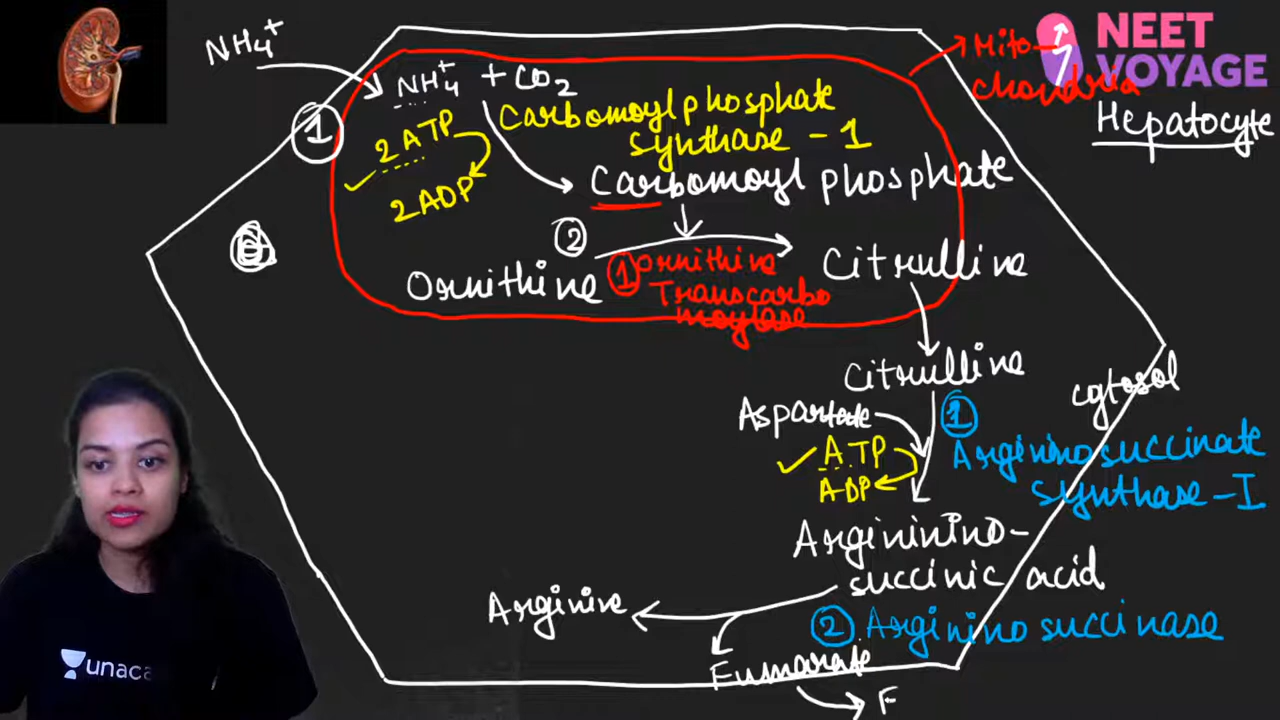 NEET
VOYAGE
NH4+
NH4+ + CO2
Mito
chondria
Hepatocyte
1
2 ATP
2 ADP
Carbomoyl phosphate
synthase - 1
Carbomoyl phosphate
2
Ornithine
1 Ornithine
Transcarbo
moylase
Citrulline
Citrulline
cytosol
Aspartate
ATP
ADP
1
Arginino succinate
synthase - I
Argininino-
succinic acid
Arginine
2 Arginino succinase
Fumarate
F
unaca